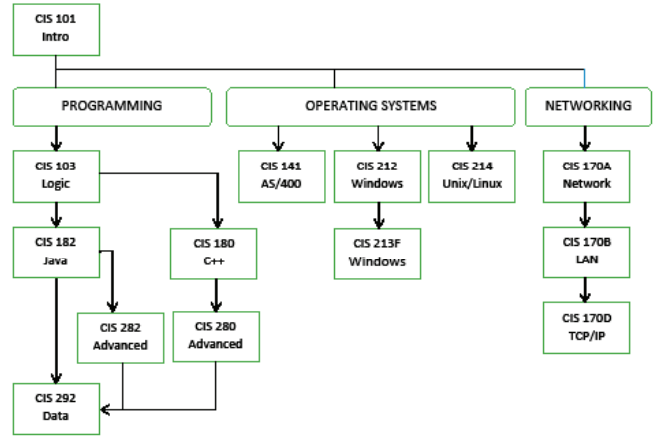 CIS 101
Intro
PROGRAMMING
OPERATING SYSTEMS
NETWORKING
CIS 103
Logic
CIS 141
AS/400
CIS 212
Windows
CIS 214
Unix/Linux
CIS 170A
Network
CIS 182
Java
CIS 180
C++
CIS 213F
Windows
CIS 170B
LAN
CIS 282
Advanced
CIS 280
Advanced
CIS 170D
TCP/IP
CIS 292
Data